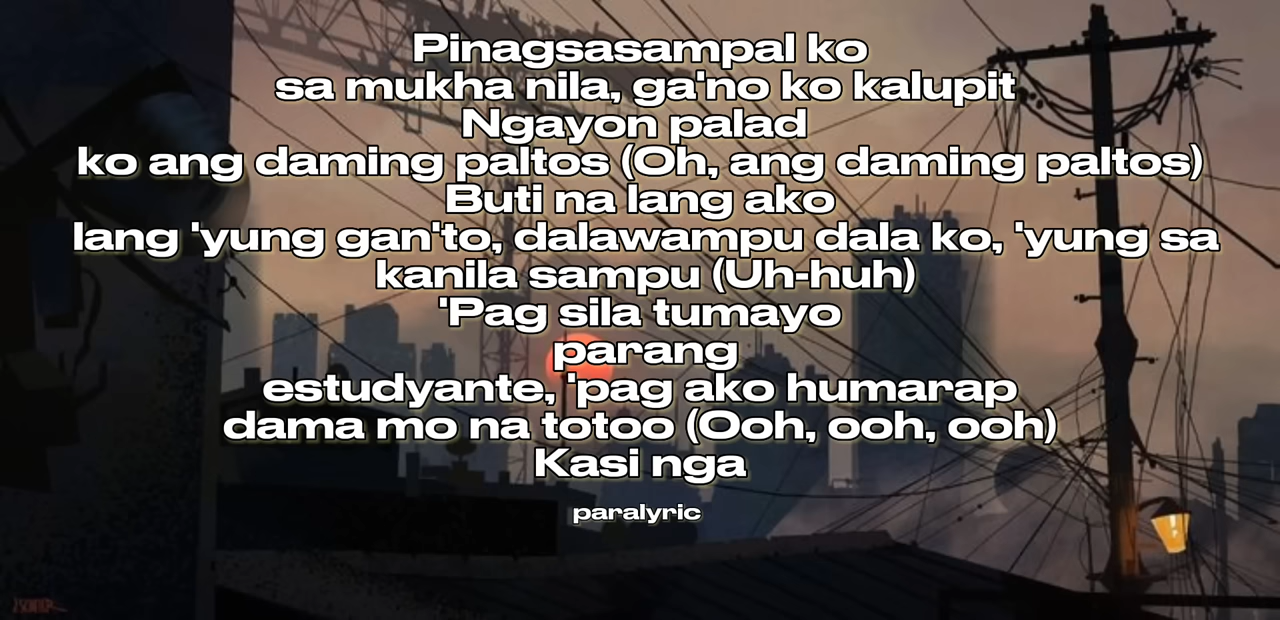 Pinagsasampal ko
sa mukha nila, ga'no ko kalupit
Ngayon palad
ko ang daming paltos (Oh, ang daming paltos)
Buti na lang ako
lang 'yung gan'to, dalawampu dala ko, 'yung sa
kanila sampu (Uh-huh)
'Pag sila tumayo
parang
estudyante, 'pag ako humarap
dama mo na totoo (Ooh, ooh, ooh)
Kasi nga
paralyric